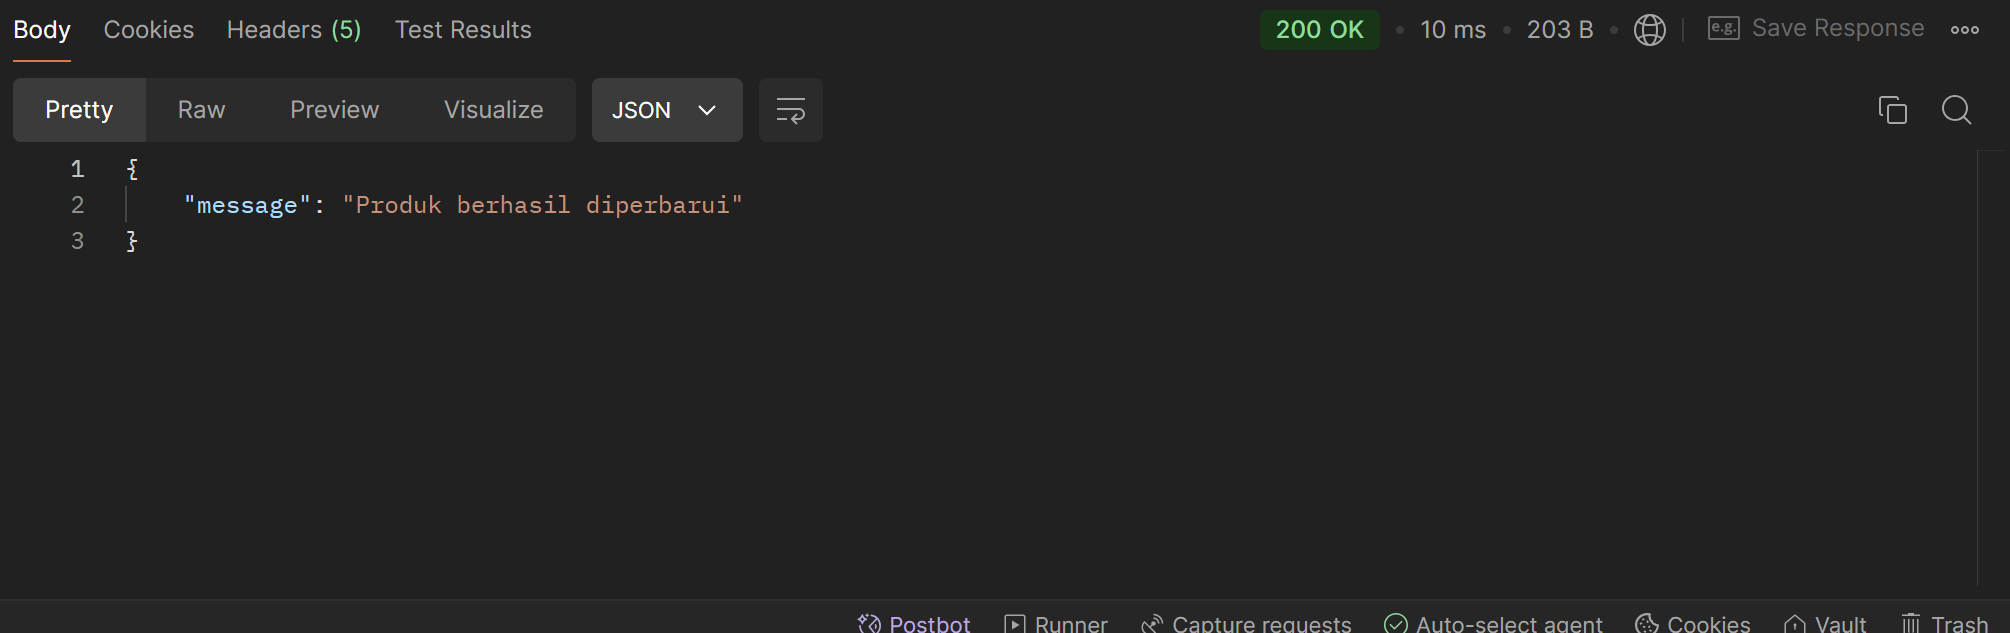 Body Cookies Headers (5) Test Results 200 OK • 10 ms • 203 B • e.g. Save Response
Pretty Raw Preview Visualize JSON
1 {
2 "message": "Produk berhasil diperbarui"
3 }
Postbot Runner Capture requests Auto-select agent Cookies Vault Trash